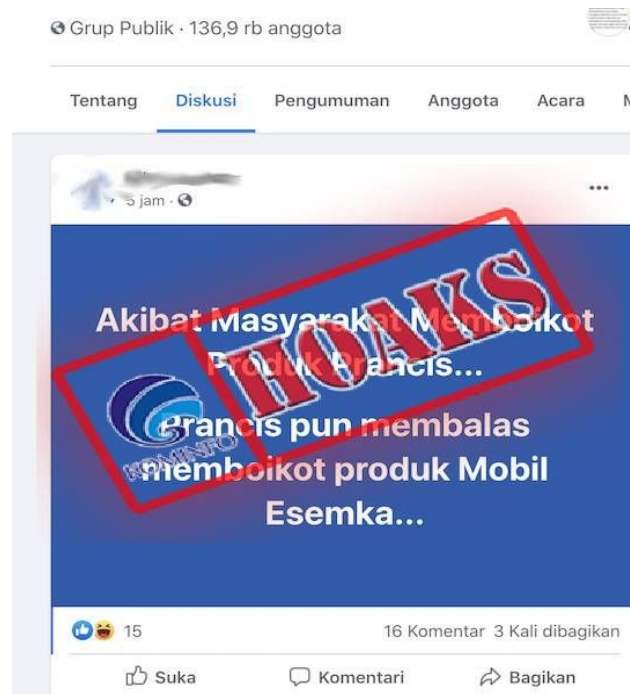 Grup Publik · 136,9 rb anggota
Tentang Diskusi Pengumuman Anggota Acara M
5 jam ·
Akibat Masyarakat Memboikot
Produk Prancis...
HOAKS
KOMINFO
Prancis pun membalas
memboikot produk Mobil
Esemka...
15 16 Komentar 3 Kali dibagikan
Suka Komentari Bagikan